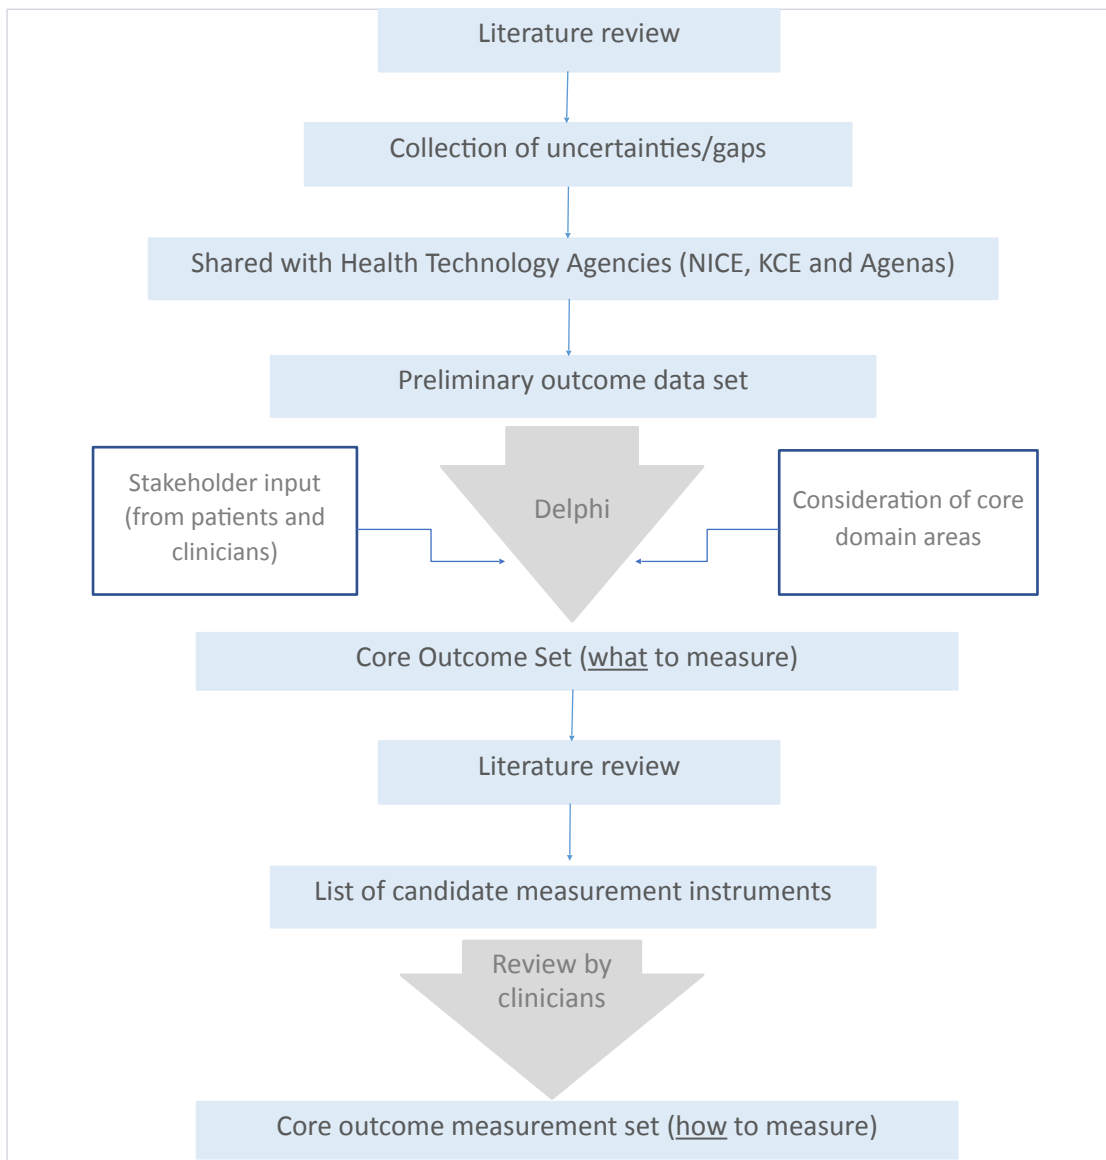 Literature review
Collection of uncertainties/gaps
Shared with Health Technology Agencies (NICE, KCE and Agenas)
Preliminary outcome data set
Stakeholder input
(from patients and
clinicians)
Delphi
Consideration of core
domain areas
Core Outcome Set (what to measure)
Literature review
List of candidate measurement instruments
Review by
clinicians
Core outcome measurement set (how to measure)